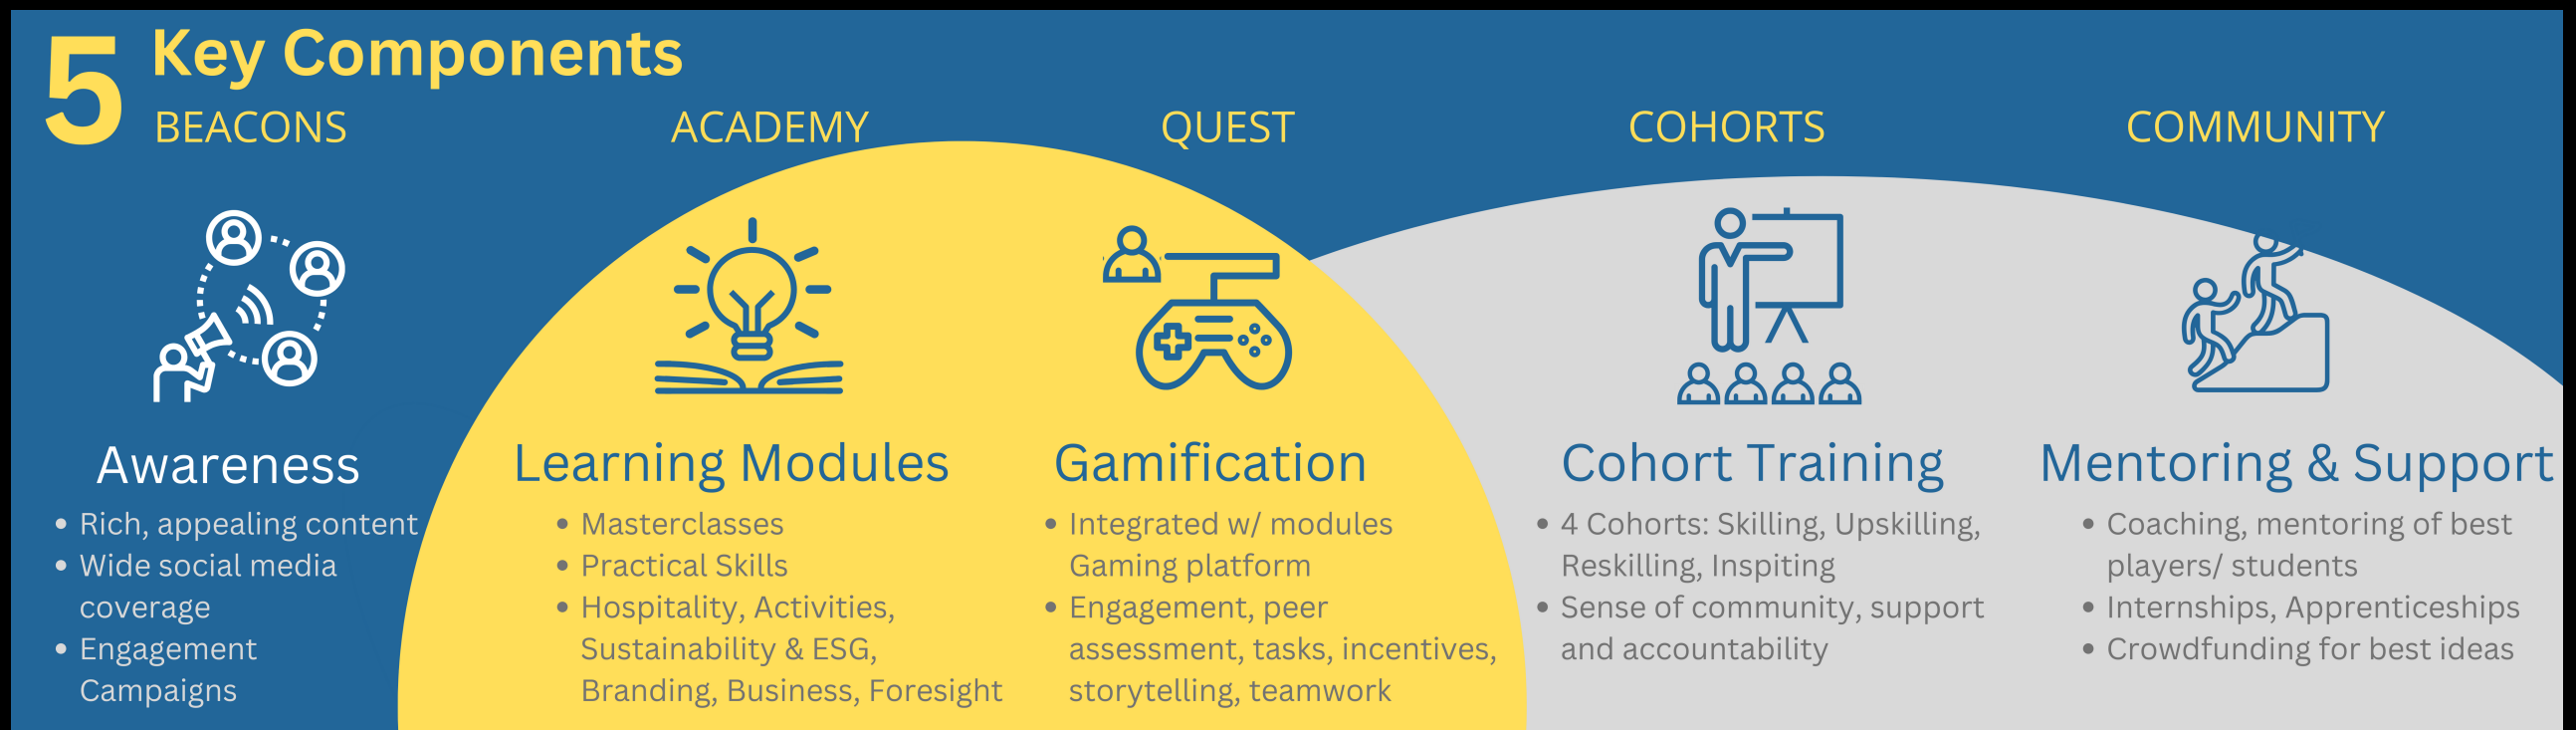 5 Key Components
BEACONS
ACADEMY
QUEST
COHORTS
COMMUNITY
Awareness
• Rich, appealing content
• Wide social media
coverage
• Engagement
Campaigns
Learning Modules
• Masterclasses
• Practical Skills
• Hospitality, Activities,
Sustainability & ESG,
Branding, Business, Foresight
Gamification
• Integrated w/ modules
Gaming platform
• Engagement, peer
assessment, tasks, incentives,
storytelling, teamwork
Cohort Training
• 4 Cohorts: Skilling, Upskilling,
Reskilling, Inspiting
• Sense of community, support
and accountability
Mentoring & Support
• Coaching, mentoring of best
players/ students
• Internships, Apprenticeships
• Crowdfunding for best ideas